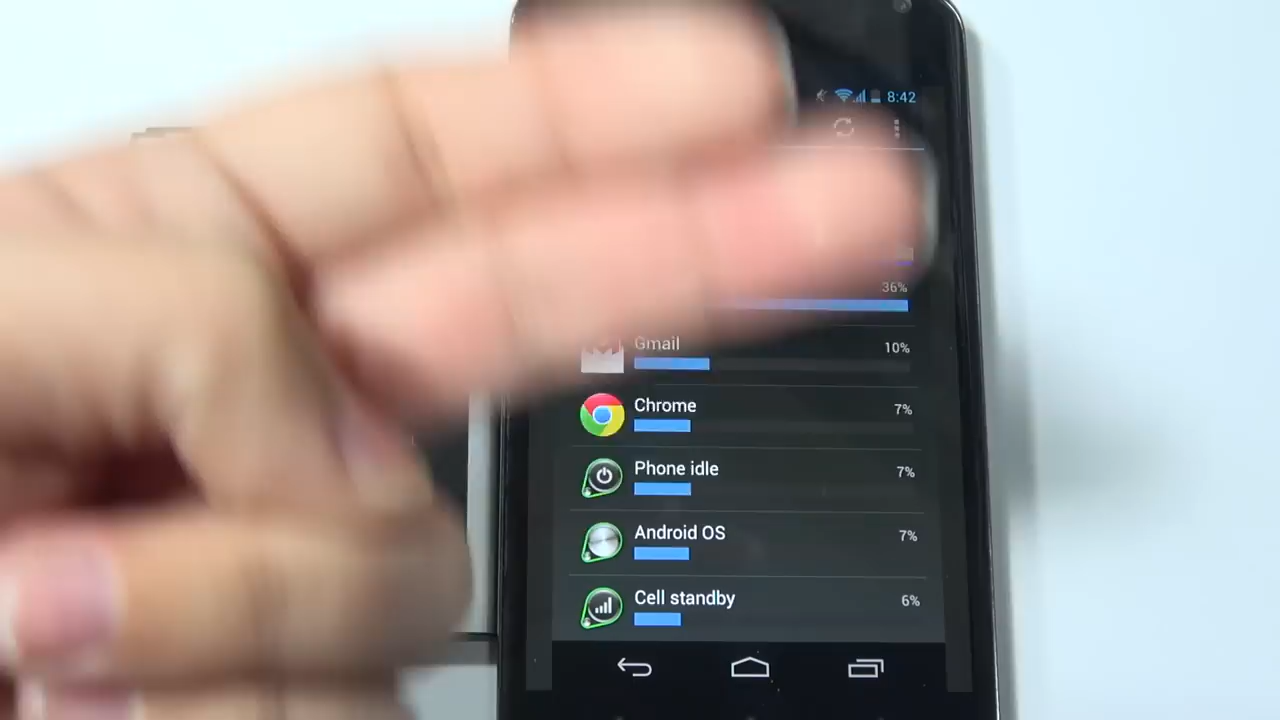 8:42
36%
Gmail 10%
Chrome 7%
Phone idle 7%
Android OS 7%
Cell standby 6%